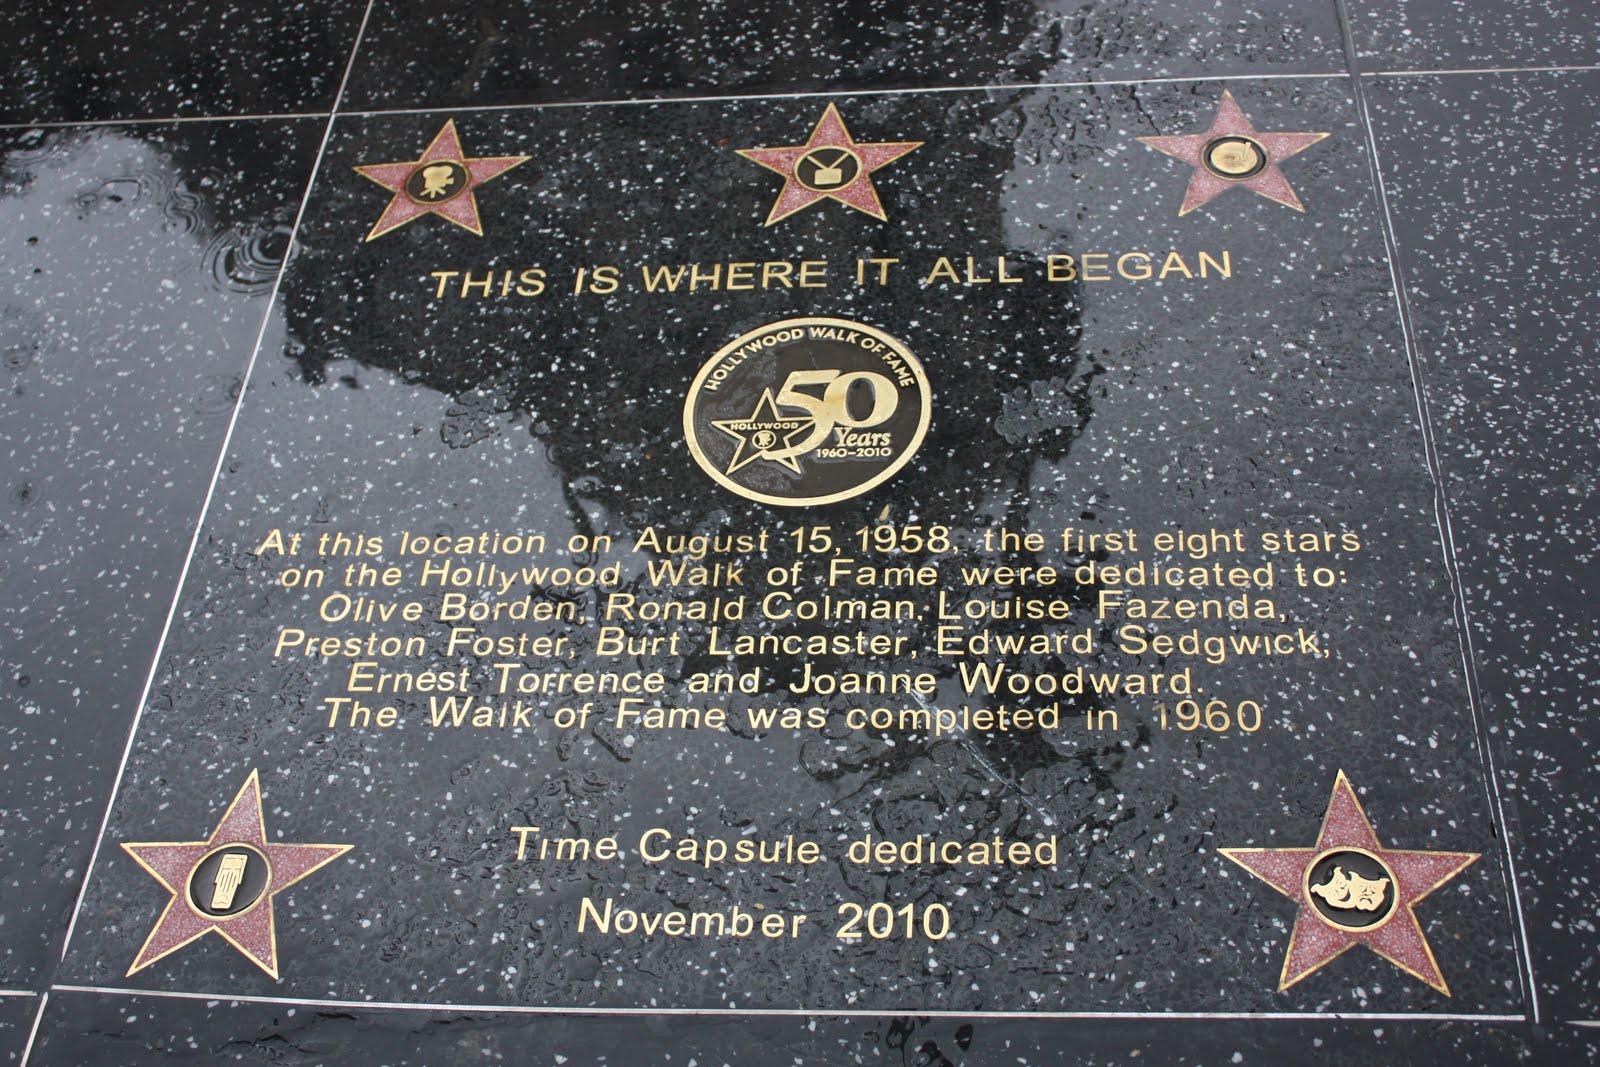 THIS IS WHERE IT ALL BEGAN
HOLLYWOOD WALK OF FAME
HOLLYWOOD
50
Years
1960-2010
At this location on August 15, 1958, the first eight stars
on the Hollywood Walk of Fame were dedicated to:
Olive Borden, Ronald Colman, Louise Fazenda,
Preston Foster, Burt Lancaster, Edward Sedgwick,
Ernest Torrence and Joanne Woodward.
The Walk of Fame was completed in 1960
Time Capsule dedicated
November 2010